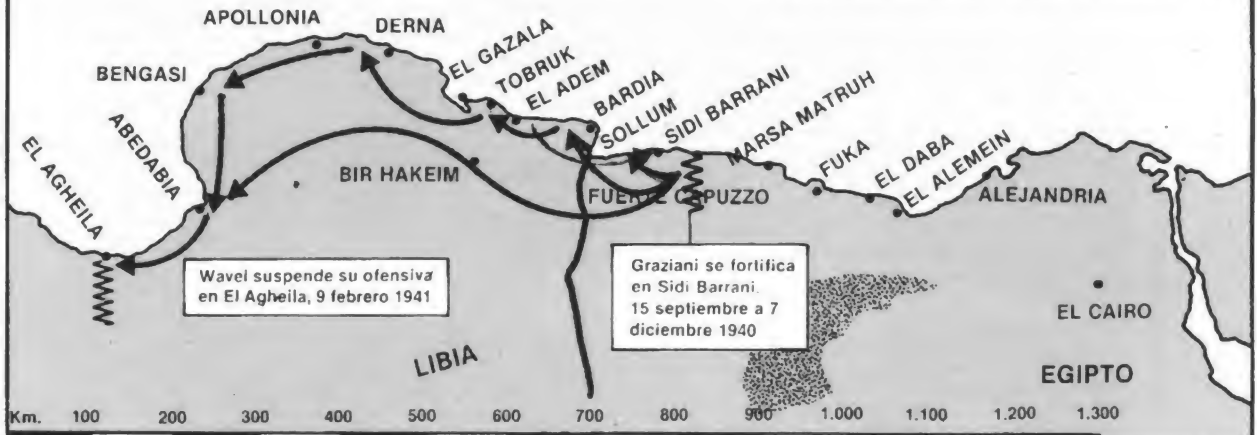 APOLLONIA
DERNA
BENGASI
EL GAZALA
TOBRUK
EL ADEM
BARDIA
SOLLUM
SIDI BARRANI
MARSA MATRUH
FUKA
EL DABA
EL ALEMEIN
ALEJANDRIA
ABEDABIA
EL AGHEILA
BIR HAKEIM
FUERTE CAPUZZO
Wavel suspende su ofensiva
en El Agheila, 9 febrero 1941
Graziani se fortifica
en Sidi Barrani.
15 septiembre a 7
diciembre 1940
EL CAIRO
LIBIA
EGIPTO
Km. 100 200 300 400 500 600 700 800 900 1.000 1.100 1.200 1.300